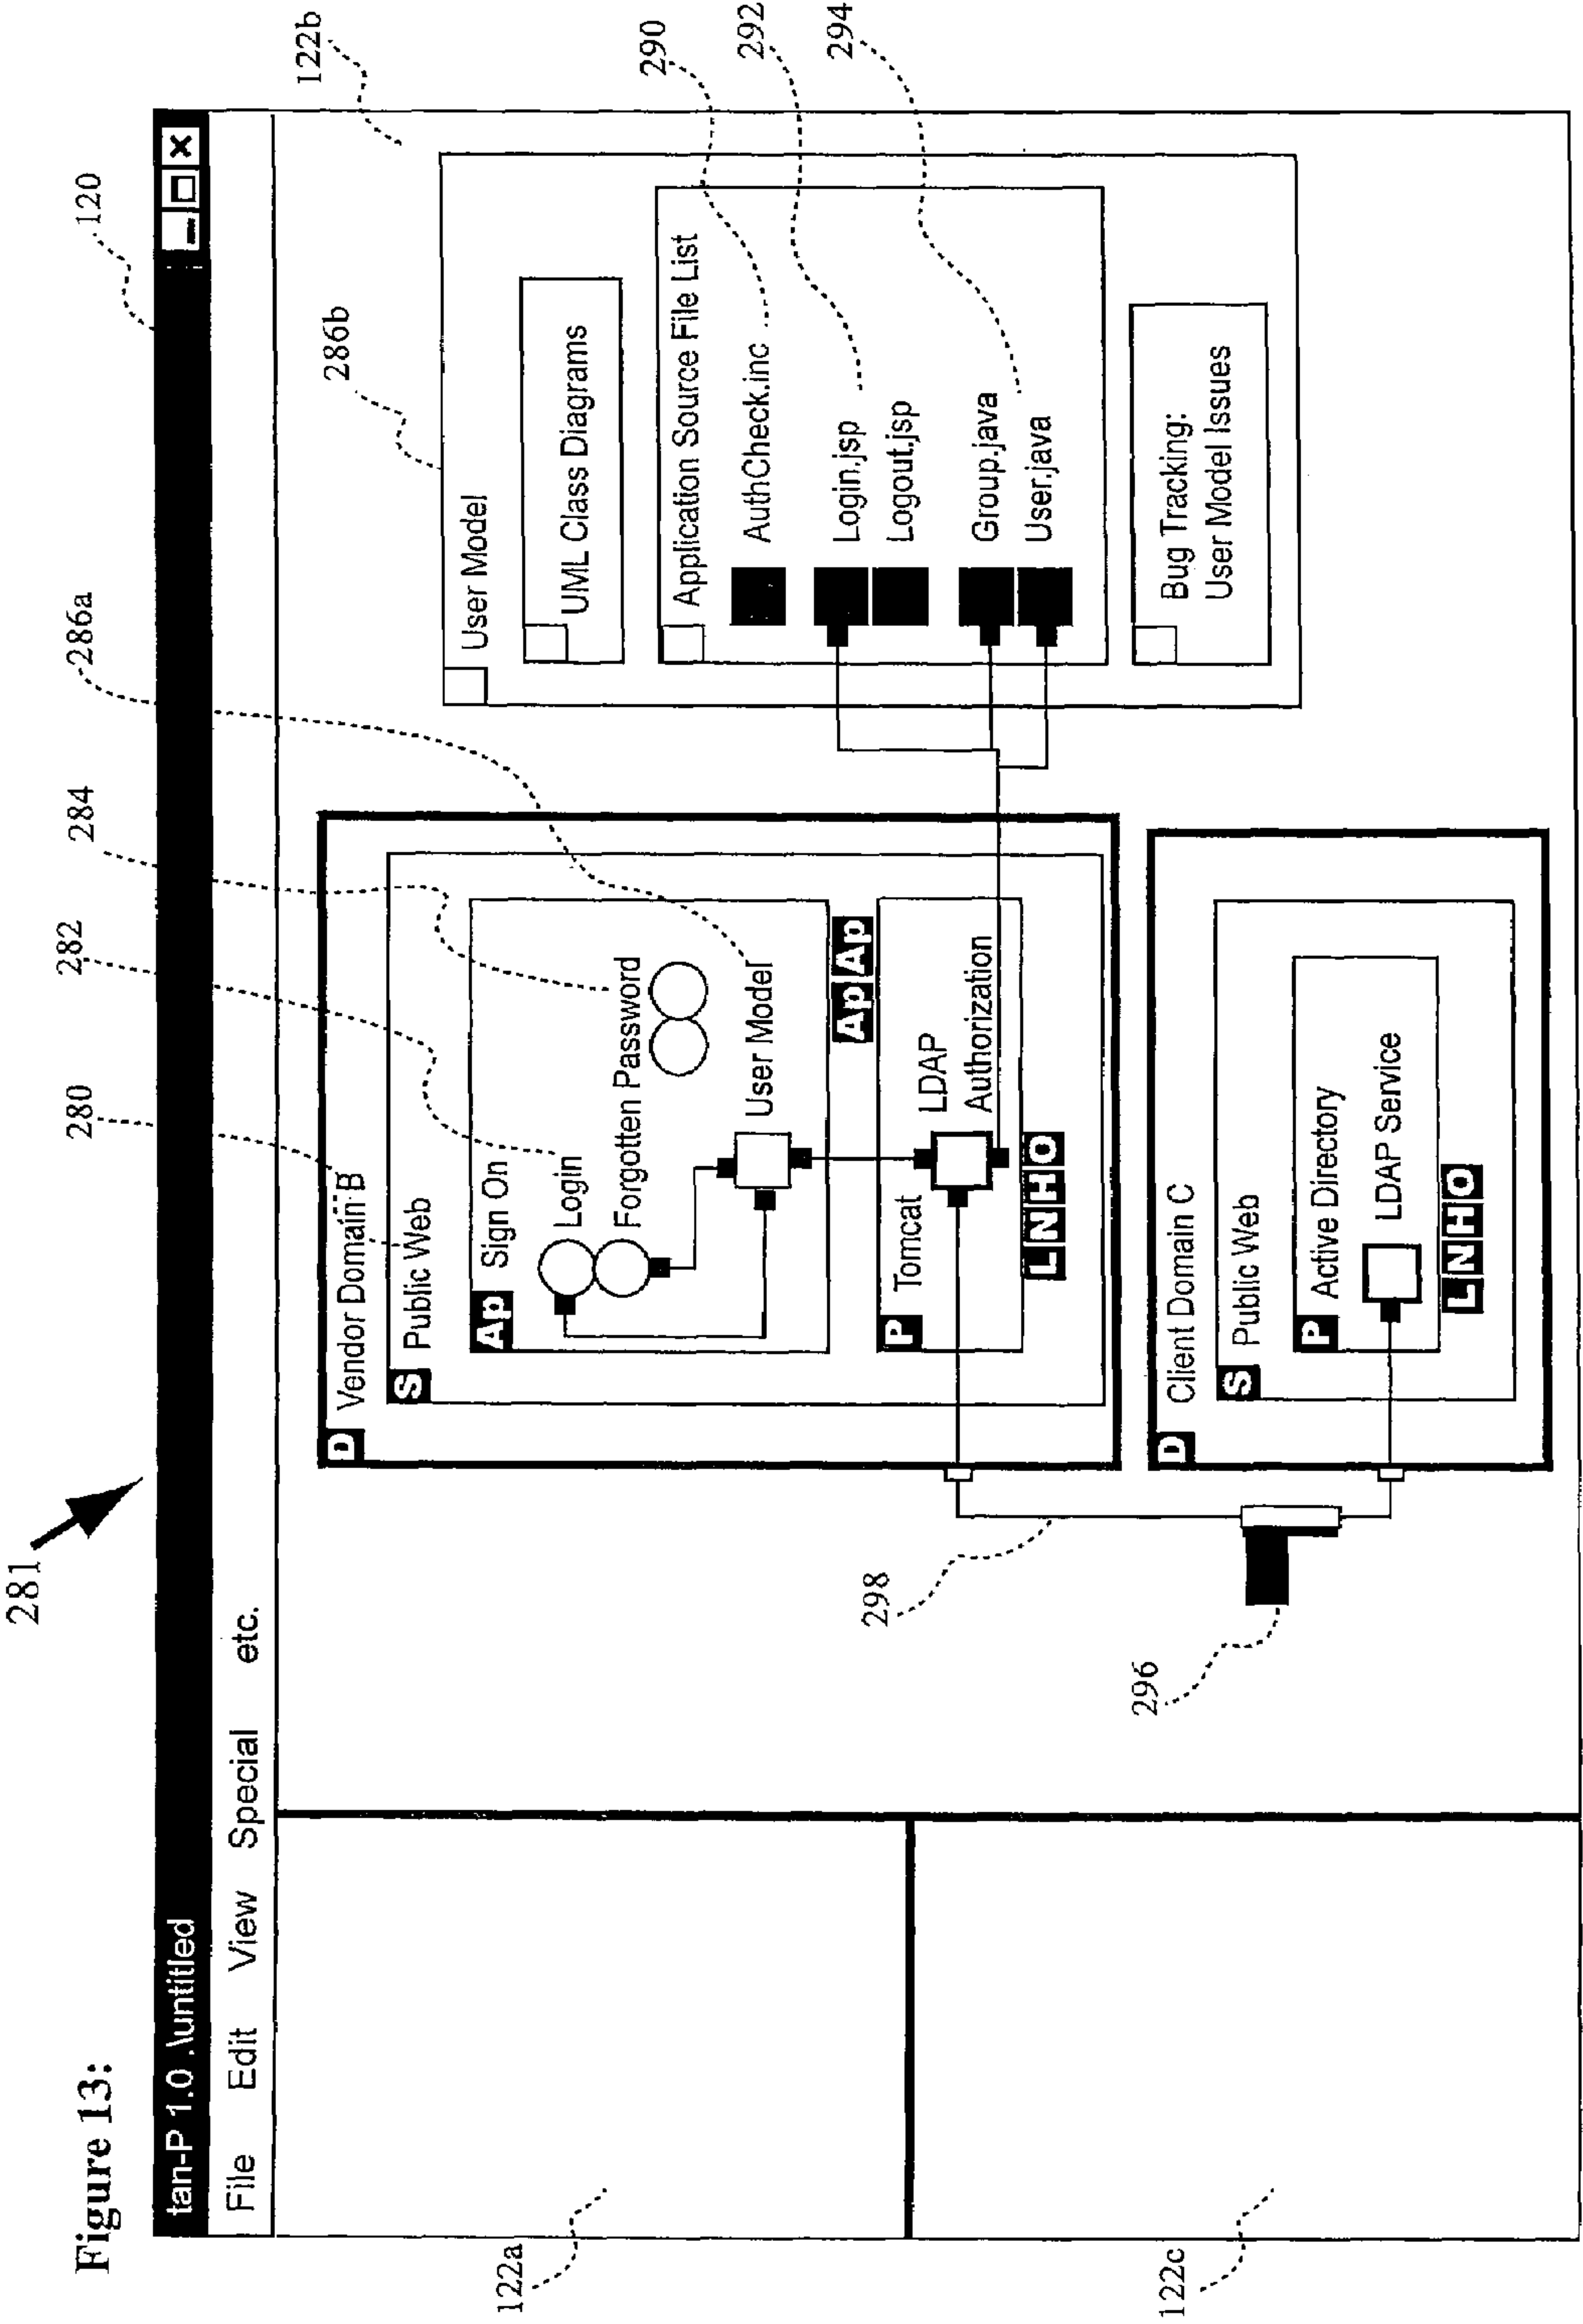 Figure 13:
281
120
tan-P 1.0 .\untitled
File Edit View Special etc.
280
282
284
286a
286b
122b
290
292
294
122a
122c
296
298
D Vendor Domain B
S Public Web
Ap Sign On
Login
Forgotten Password
User Model
Ap Ap
P Tomcat
LDAP
Authorization
L N H O
D Client Domain C
S Public Web
P Active Directory
LDAP Service
L N H O
User Model
UML Class Diagrams
Application Source File List
AuthCheck.inc
Login.jsp
Logout.jsp
Group.java
User.java
Bug Tracking:
User Model Issues